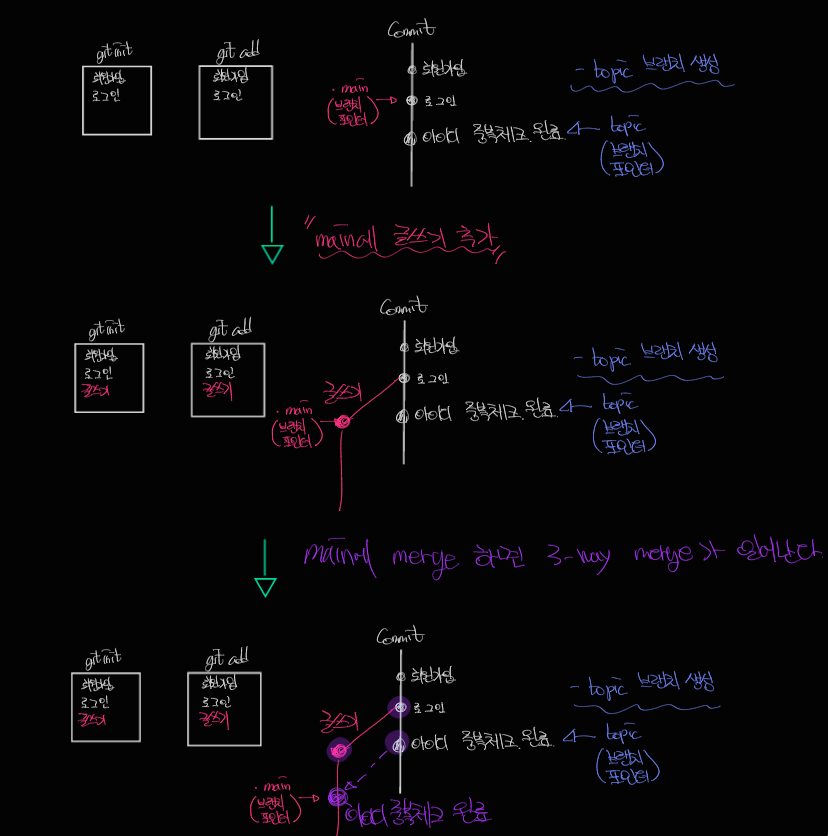 git init
git add
Commit
회원가입
로그인
회원가입
로그인
회원가입
로그인
아이디 중복체크 완료
· main
(브랜치
포인터)
- topic 브랜치 생성
topic
(브랜치
포인터)
"main에 글쓰기 추가"
git init
git add
Commit
회원가입
로그인
글쓰기
회원가입
로그인
글쓰기
회원가입
로그인
아이디 중복체크 완료
글쓰기
· main
(브랜치
포인터)
- topic 브랜치 생성
topic
(브랜치
포인터)
main에 merge 하면 3-way merge가 일어난다
git init
git add
Commit
회원가입
로그인
글쓰기
회원가입
로그인
글쓰기
회원가입
로그인
아이디 중복체크 완료
글쓰기
- topic 브랜치 생성
topic
(브랜치
포인터)
· main
(브랜치
포인터)
아이디 중복체크 완료